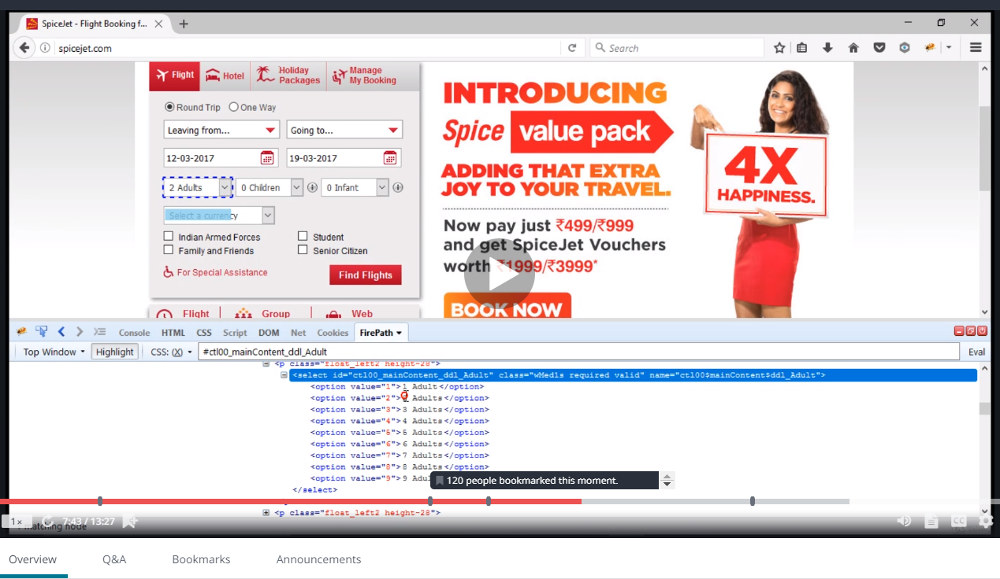 SpiceJet - Flight Booking f...
spicejet.com
Search
Flight
Hotel
Holiday Packages
Manage My Booking
Round Trip One Way
Leaving from... Going to...
12-03-2017 19-03-2017
2 Adults 0 Children 0 Infant
Select a currency
Indian Armed Forces Student
Family and Friends Senior Citizen
For Special Assistance Find Flights
Flight Group Web
INTRODUCING
Spice value pack
ADDING THAT EXTRA
JOY TO YOUR TRAVEL.
Now pay just ₹499/₹999
and get SpiceJet Vouchers
worth ₹1999/₹3999*
BOOK NOW
4X
HAPPINESS.
Console HTML CSS Script DOM Net Cookies FirePath
Top Window Highlight CSS: (X) #ctl00_mainContent_ddl_Adult Eval
<p class="float_left2 height-28">
<select id="ctl00_mainContent_ddl_Adult" class="wMed1s required valid" name="ctl00$mainContent$ddl_Adult">
<option value="1">1 Adult</option>
<option value="2"> Adults</option>
<option value="3">3 Adults</option>
<option value="4">4 Adults</option>
<option value="5">5 Adults</option>
<option value="6">6 Adults</option>
<option value="7">7 Adults</option>
<option value="8">8 Adults</option>
<option value="9">9 Adu
120 people bookmarked this moment.
</select>
<p class="float_left2 height-28">
1x 7:43 / 13:27
matching node
CC
Overview Q&A Bookmarks Announcements